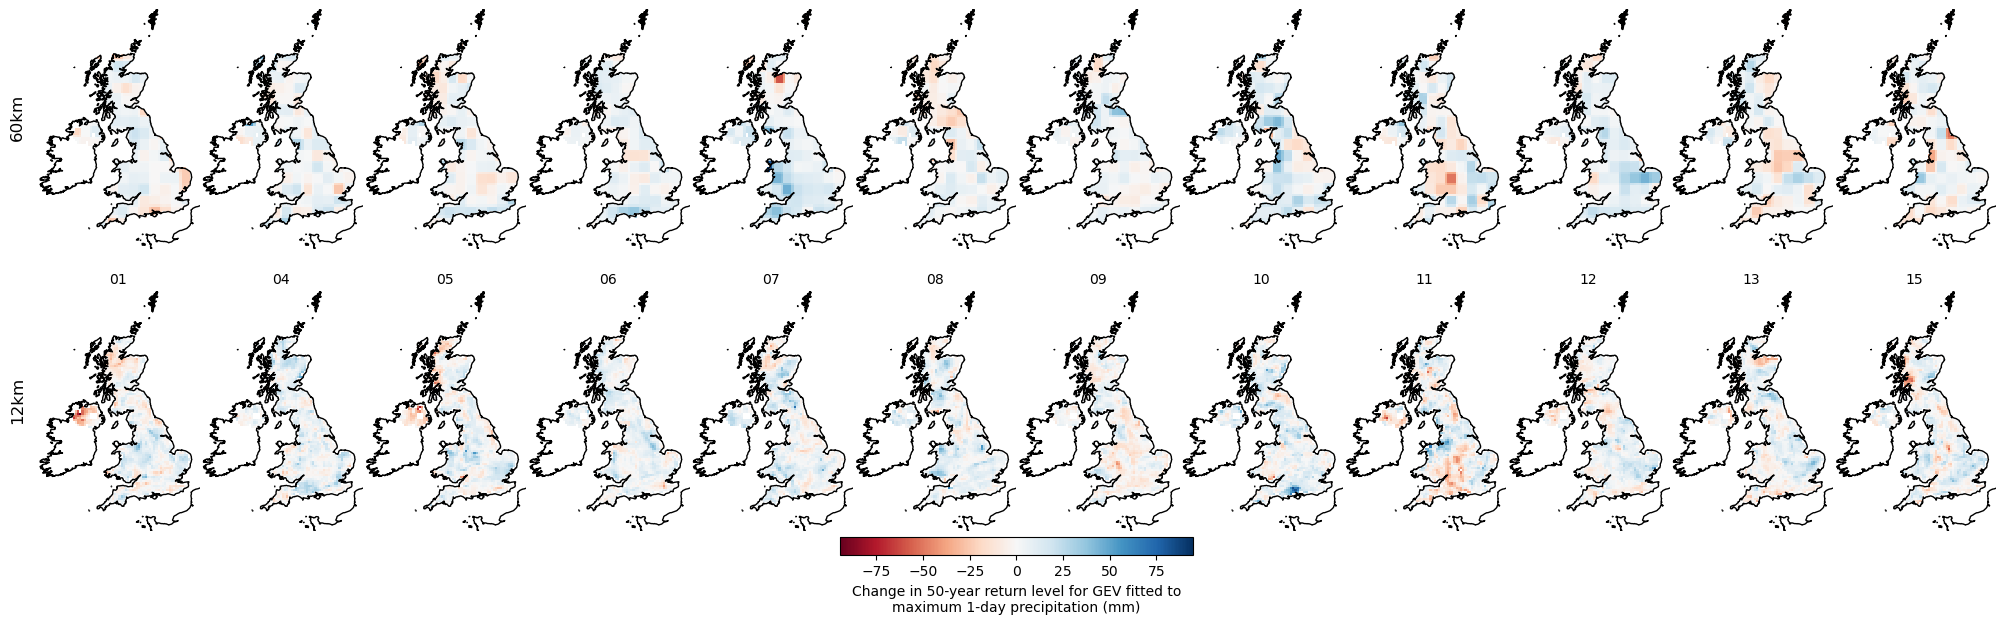 60km
01 04 05 06 07 08 09 10 11 12 13 15
12km
−75 −50 −25 0 25 50 75
Change in 50-year return level for GEV fitted to
maximum 1-day precipitation (mm)